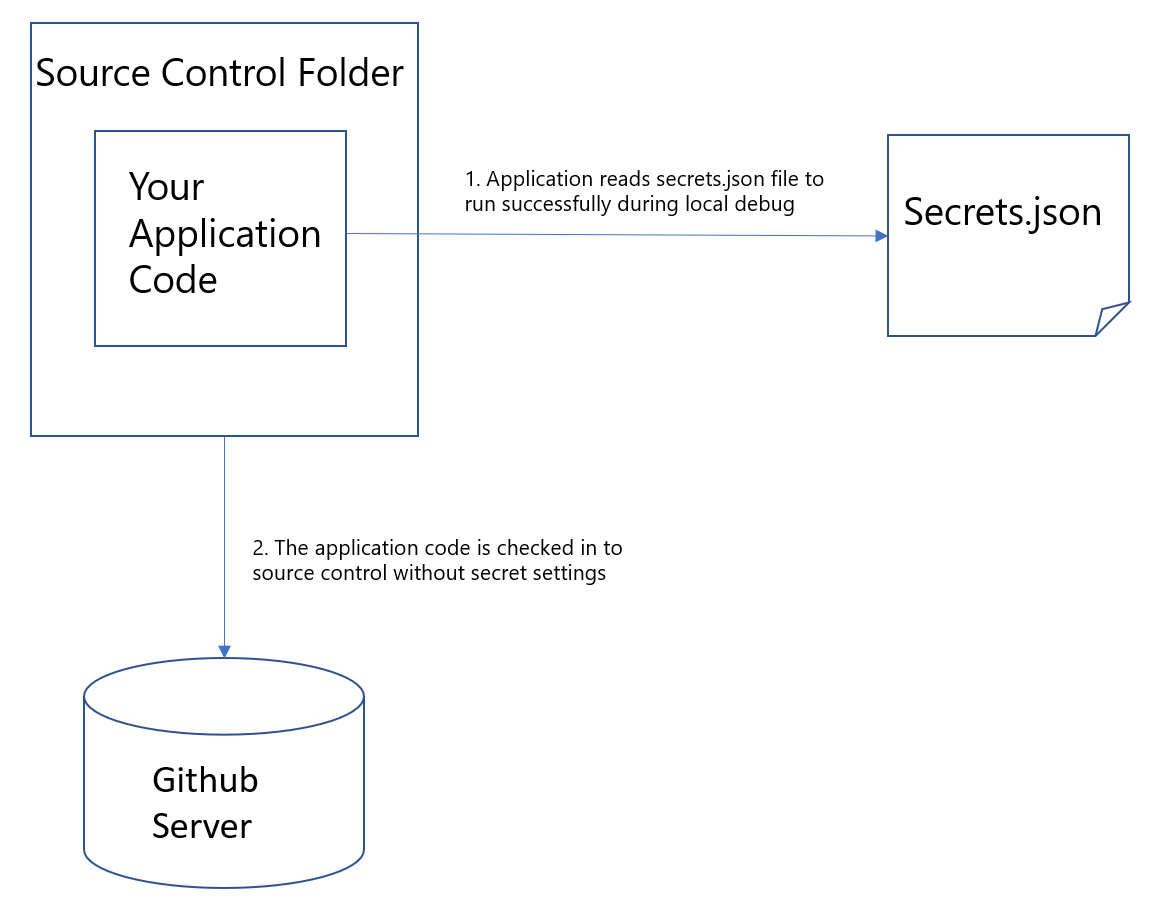 Source Control Folder
Your
Application
Code
1. Application reads secrets.json file to
run successfully during local debug
Secrets.json
2. The application code is checked in to
source control without secret settings
Github
Server